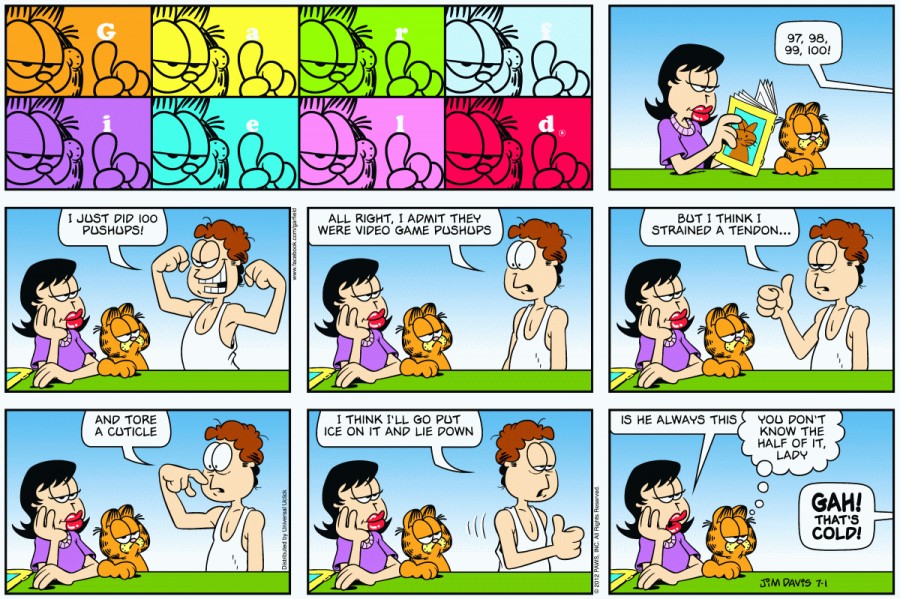 G a r f
i e l d
97, 98,
99, 100!
I JUST DID 100
PUSHUPS!
www.facebook.com/garfield
ALL RIGHT, I ADMIT THEY
WERE VIDEO GAME PUSHUPS
BUT I THINK I
STRAINED A TENDON...
AND TORE
A CUTICLE
Distributed by Universal Uclick
I THINK I'LL GO PUT
ICE ON IT AND LIE DOWN
© 2012 PAWS, INC. All Rights Reserved.
IS HE ALWAYS THIS
YOU DON'T
KNOW THE
HALF OF IT,
LADY
GAH!
THAT'S
COLD!
JIM DAVIS 7-1